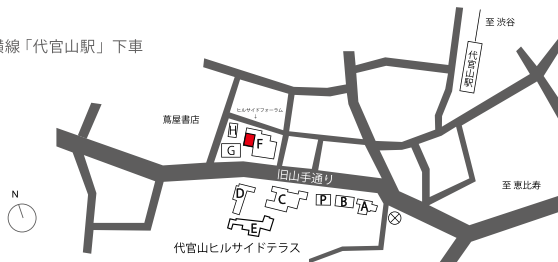 横線「代官山駅」下車
至 渋谷
代官山駅
ヒルサイドフォーラム
↓
蔦屋書店
H
F
G
旧山手通り
至 恵比寿
N
D
C
P
B
A
E
代官山ヒルサイドテラス